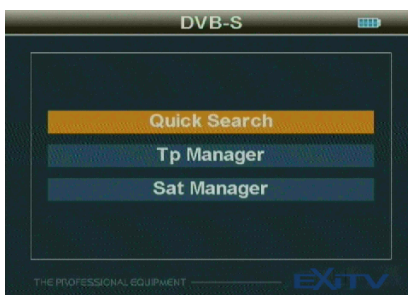 DVB-S
Quick Search
Tp Manager
Sat Manager
THE PROFESSIONAL EQUIPMENT
EXiTV